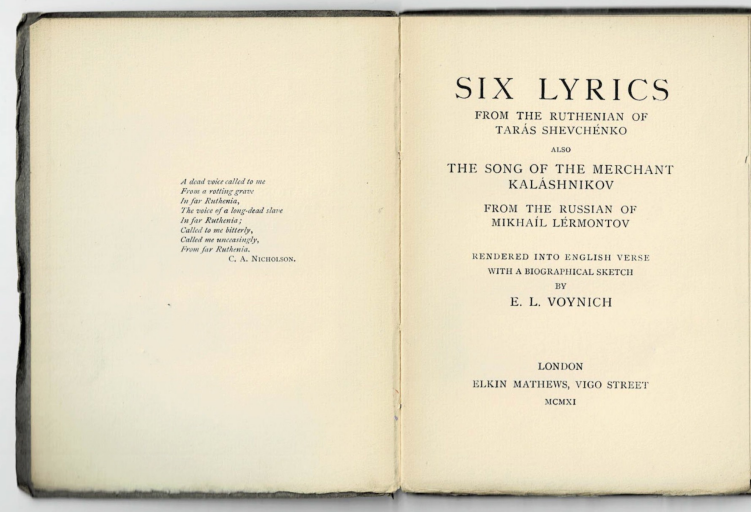 A dead voice called to me
From a rotting grave
In far Ruthenia,
The voice of a long-dead slave
In far Ruthenia;
Called to me bitterly,
Called me unceasingly,
From far Ruthenia.
C. A. Nicholson.
SIX LYRICS
FROM THE RUTHENIAN OF
TARÁS SHEVCHÉNKO
ALSO
THE SONG OF THE MERCHANT
KALÁSHNIKOV
FROM THE RUSSIAN OF
MIKHAÍL LÉRMONTOV
RENDERED INTO ENGLISH VERSE
WITH A BIOGRAPHICAL SKETCH
BY
E. L. VOYNICH
LONDON
ELKIN MATHEWS, VIGO STREET
MCMXI